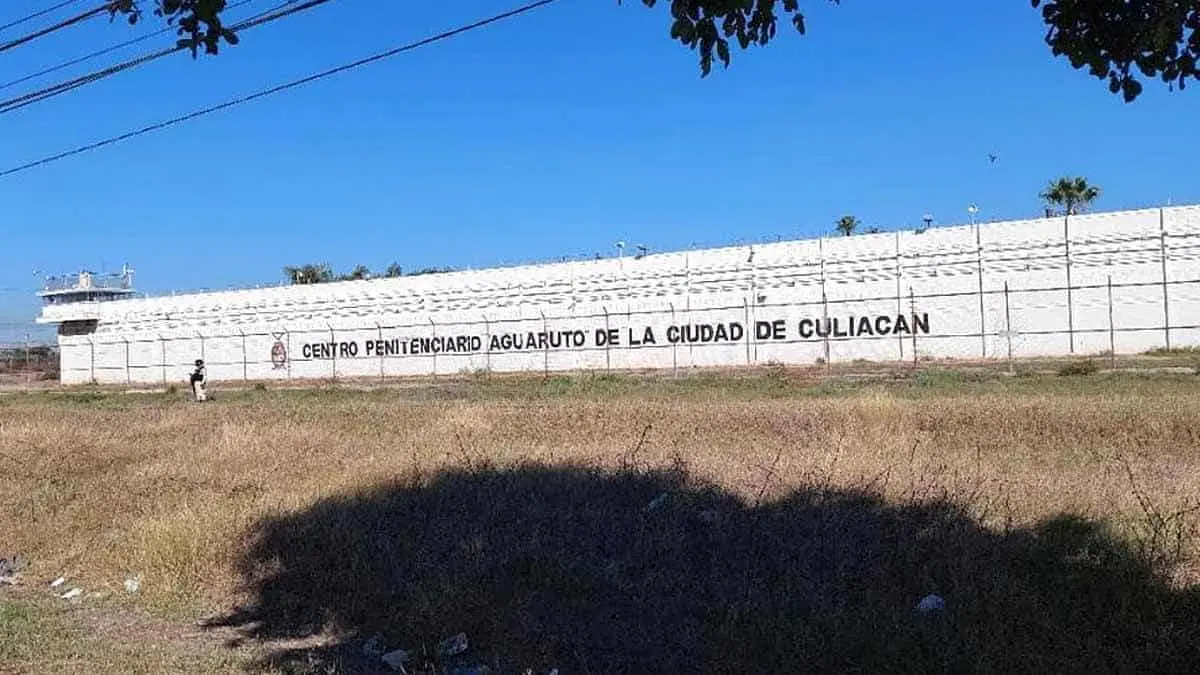 CENTRO PENITENCIARIO AGUARUTO DE LA CIUDAD DE CULIACAN